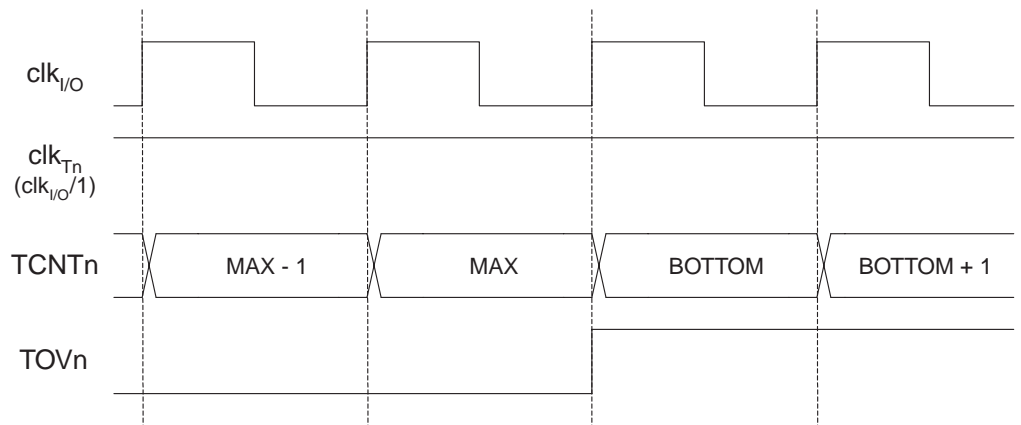 clkI/O
clkTn
(clkI/O/1)
TCNTn MAX - 1 MAX BOTTOM BOTTOM + 1
TOVn